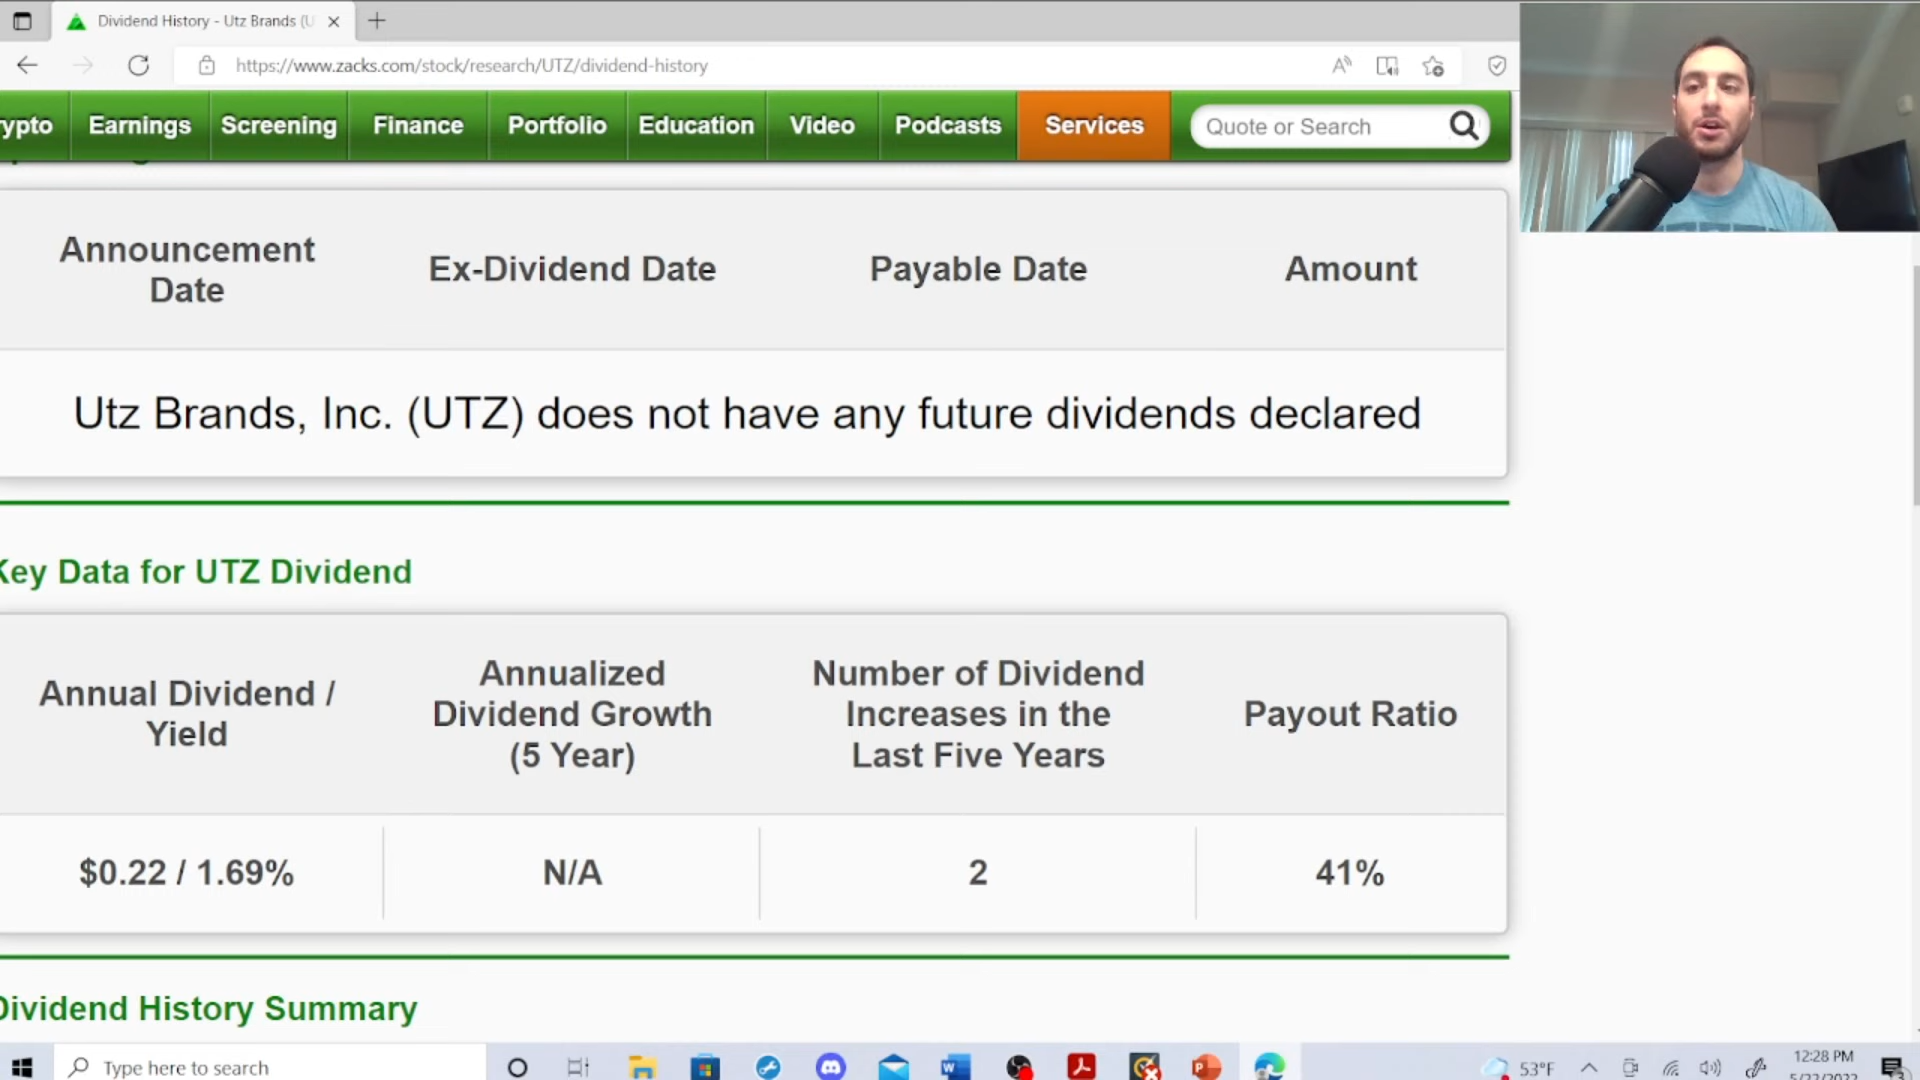 Dividend History - Utz Brands (U
https://www.zacks.com/stock/research/UTZ/dividend-history
rypto Earnings Screening Finance Portfolio Education Video Podcasts Services Quote or Search
Announcement
Date
Ex-Dividend Date
Payable Date
Amount
Utz Brands, Inc. (UTZ) does not have any future dividends declared
Key Data for UTZ Dividend
Annual Dividend /
Yield
Annualized
Dividend Growth
(5 Year)
Number of Dividend
Increases in the
Last Five Years
Payout Ratio
$0.22 / 1.69%
N/A
2
41%
Dividend History Summary
Type here to search
53°F
12:28 PM